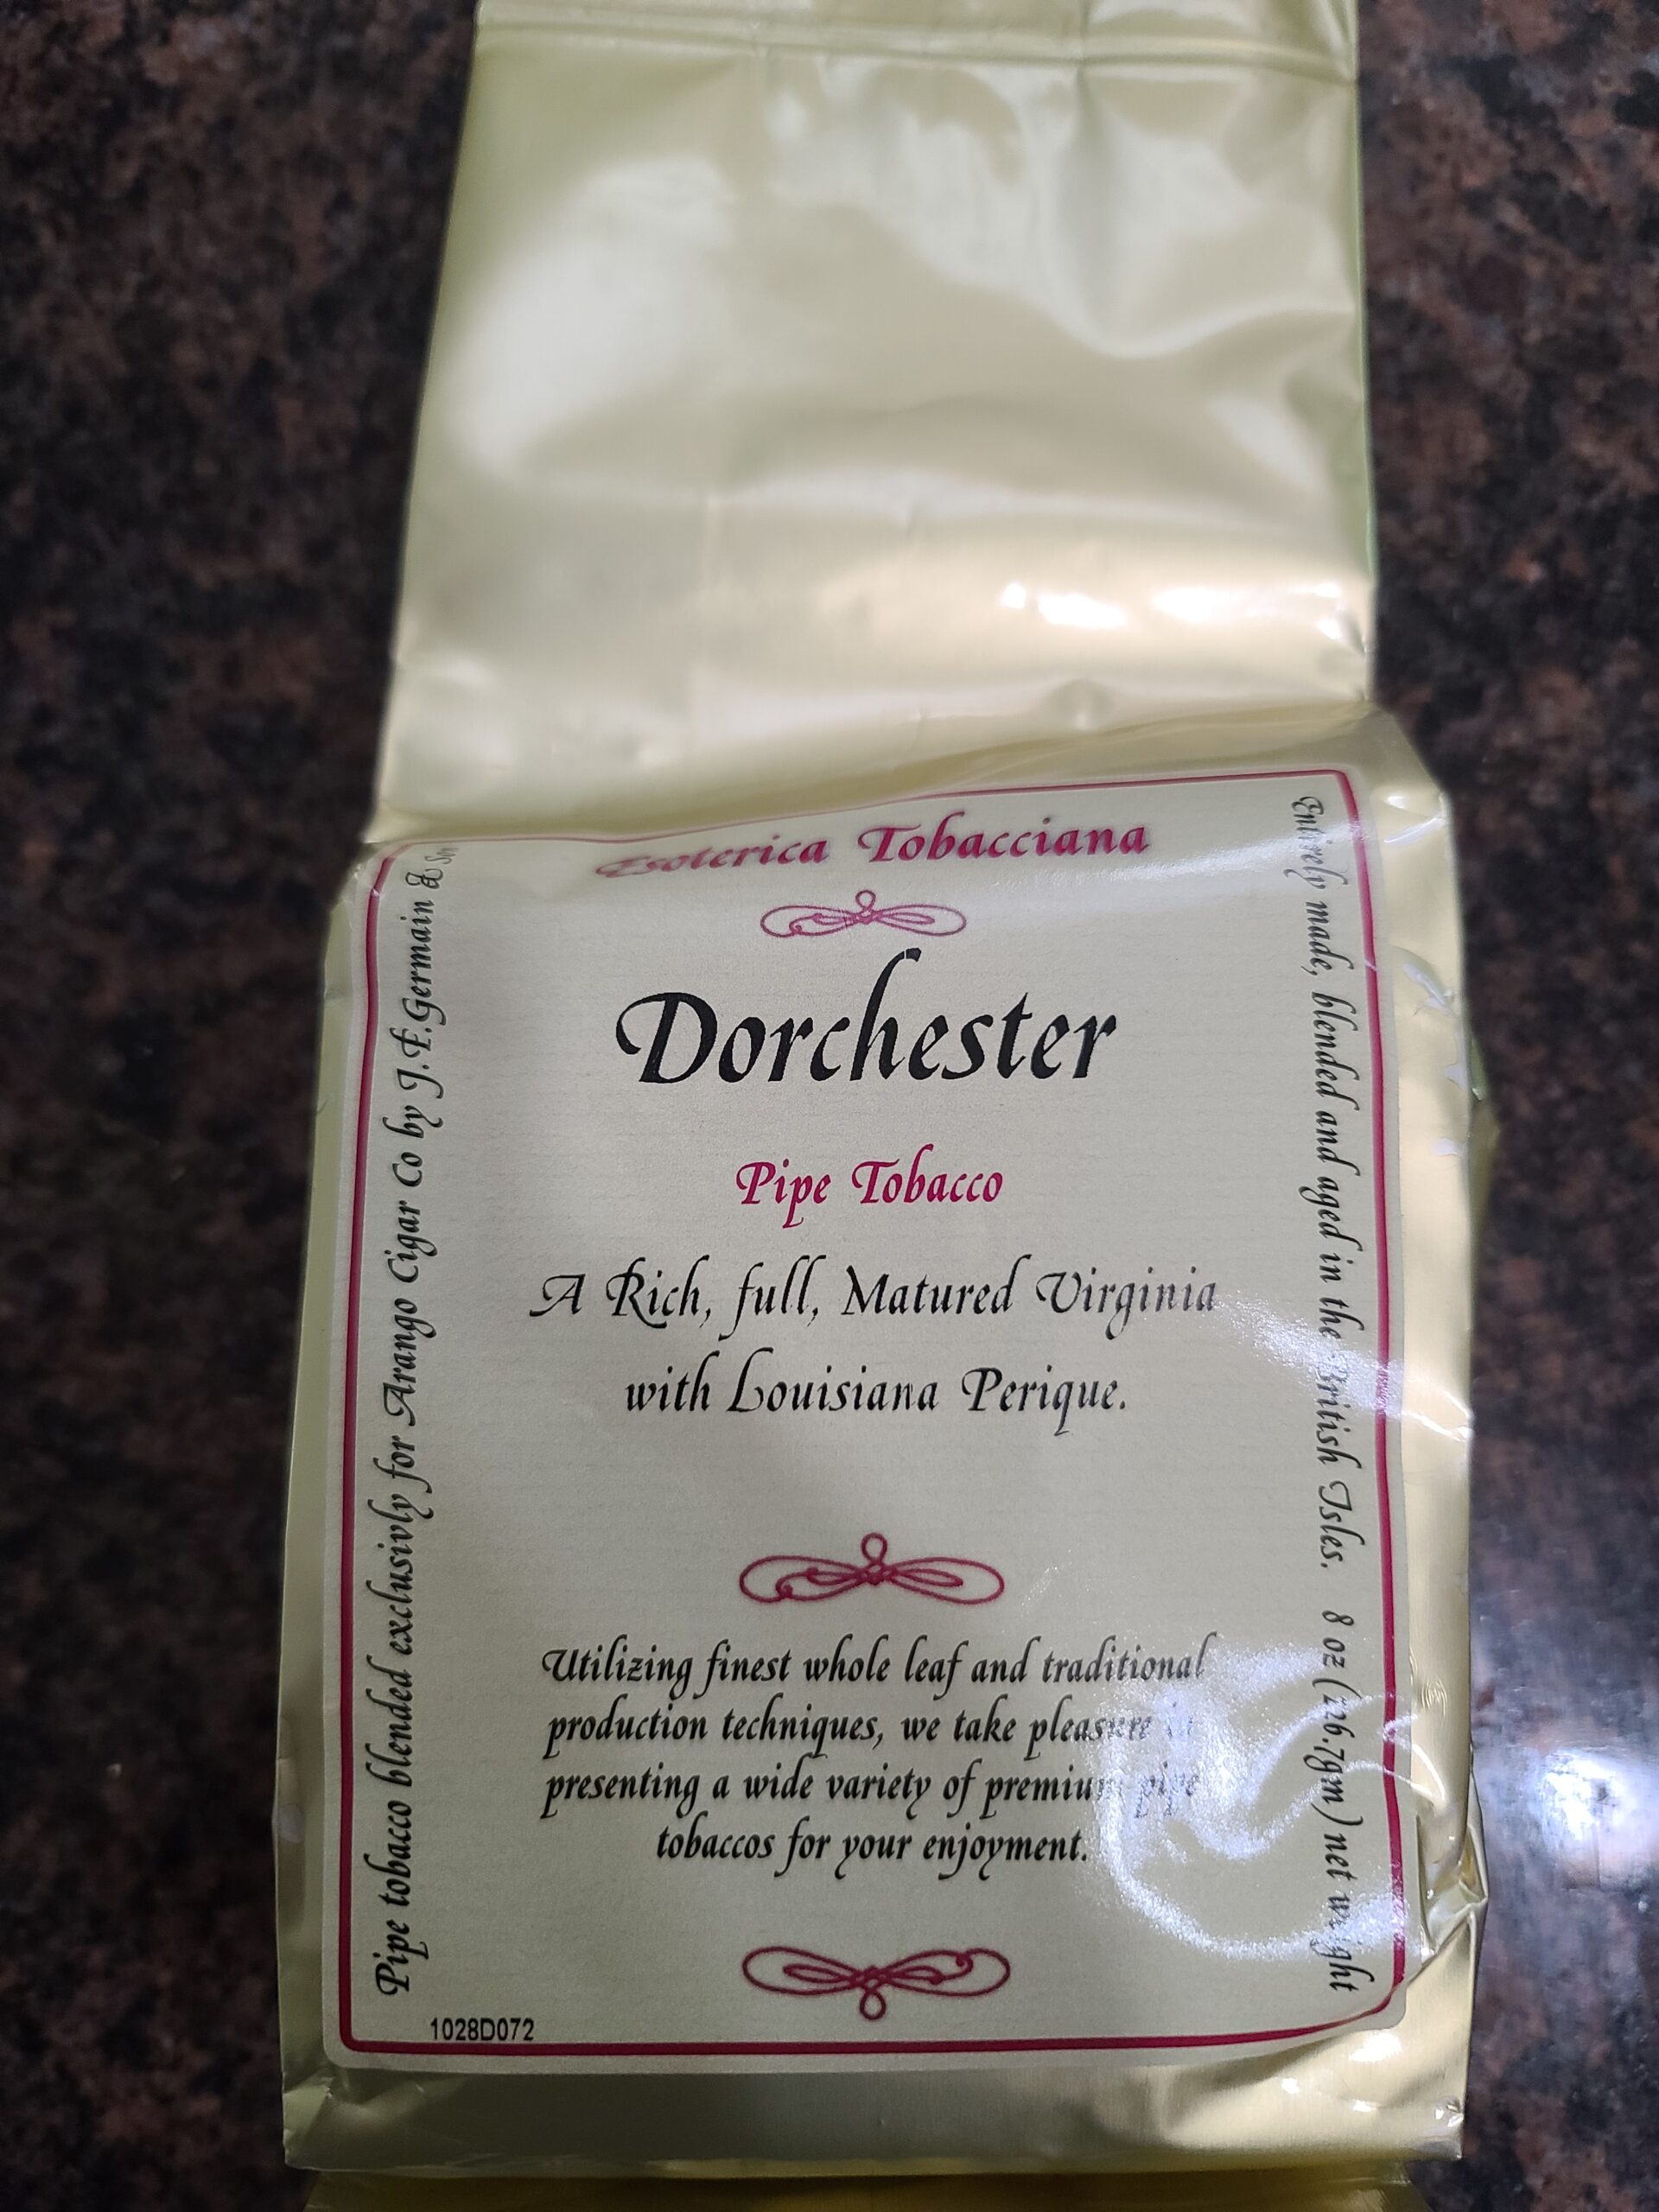 Esoterica Tobacciana
Dorchester
Pipe Tobacco
A Rich, full, Matured Virginia
with Louisiana Perique.
Utilizing finest whole leaf and traditional
production techniques, we take pleasure in
presenting a wide variety of premium pipe
tobaccos for your enjoyment.
Pipe tobacco blended exclusivly for Arango Cigar Co by J.F.Germain & Son
Entirely made, blended and aged in the British Isles. 8 oz (226.7gm) net weight
1028D072